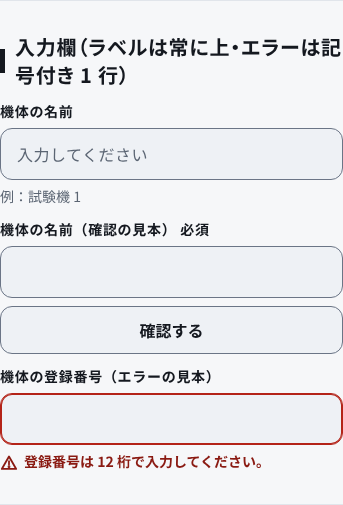 入力欄（ラベルは常に上・エラーは記
号付き 1 行）
機体の名前
入力してください
例：試験機 1
機体の名前（確認の見本） 必須
確認する
機体の登録番号（エラーの見本）
登録番号は 12 桁で入力してください。